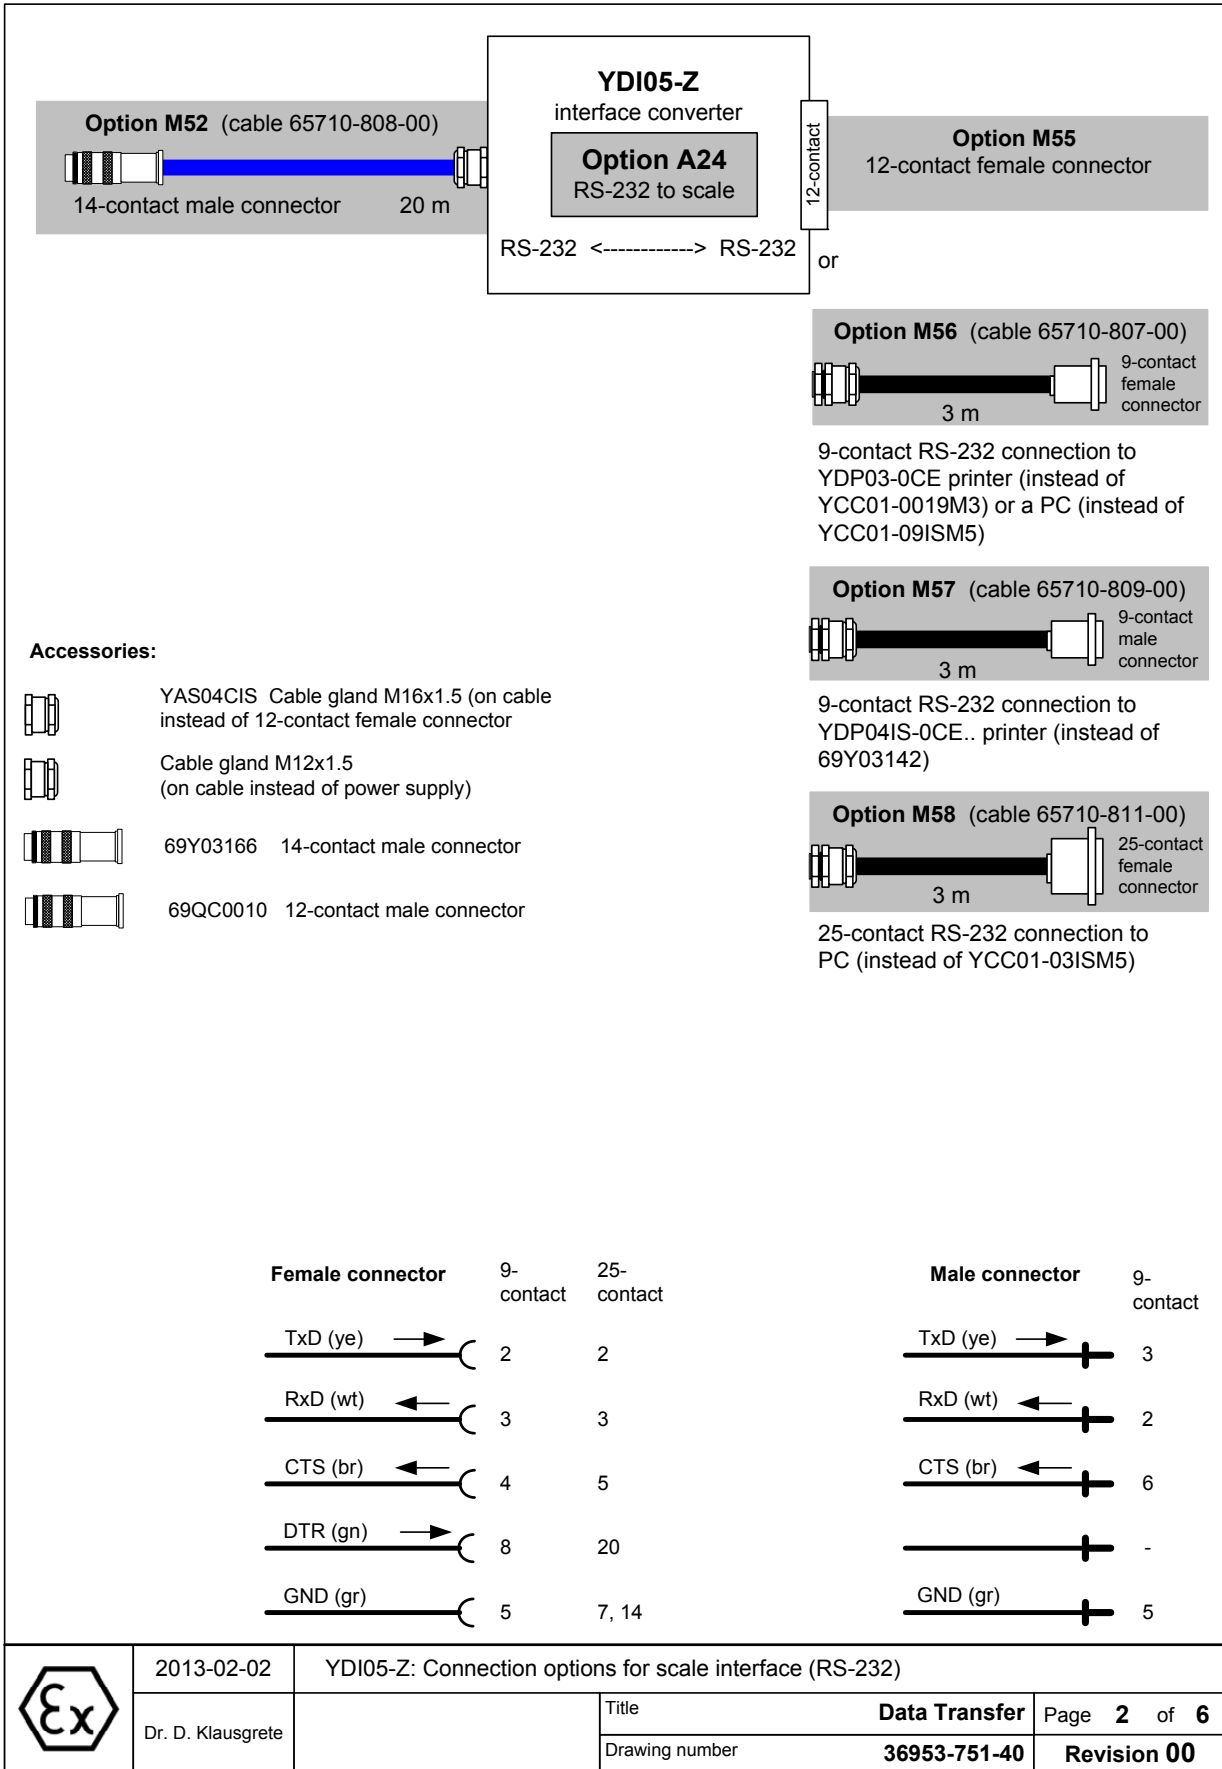 YDI05-Z
interface converter
Option A24
RS-232 to scale
RS-232 <------------> RS-232
Option M52 (cable 65710-808-00)
14-contact male connector 20 m
12-contact
Option M55
12-contact female connector
or
Option M56 (cable 65710-807-00)
9-contact
female
connector
3 m
9-contact RS-232 connection to
YDP03-0CE printer (instead of
YCC01-0019M3) or a PC (instead of
YCC01-09ISM5)
Option M57 (cable 65710-809-00)
9-contact
male
connector
3 m
9-contact RS-232 connection to
YDP04IS-0CE.. printer (instead of
69Y03142)
Option M58 (cable 65710-811-00)
25-contact
female
connector
3 m
25-contact RS-232 connection to
PC (instead of YCC01-03ISM5)
Accessories:
YAS04CIS Cable gland M16x1.5 (on cable
instead of 12-contact female connector
Cable gland M12x1.5
(on cable instead of power supply)
69Y03166 14-contact male connector
69QC0010 12-contact male connector
Female connector 9-
contact 25-
contact
TxD (ye) 2 2
RxD (wt) 3 3
CTS (br) 4 5
DTR (gn) 8 20
GND (gr) 5 7, 14
Male connector 9-
contact
TxD (ye) 3
RxD (wt) 2
CTS (br) 6
-
GND (gr) 5
Ex
2013-02-02 YDI05-Z: Connection options for scale interface (RS-232)
Dr. D. Klausgrete
Title Data Transfer Page 2 of 6
Drawing number 36953-751-40 Revision 00